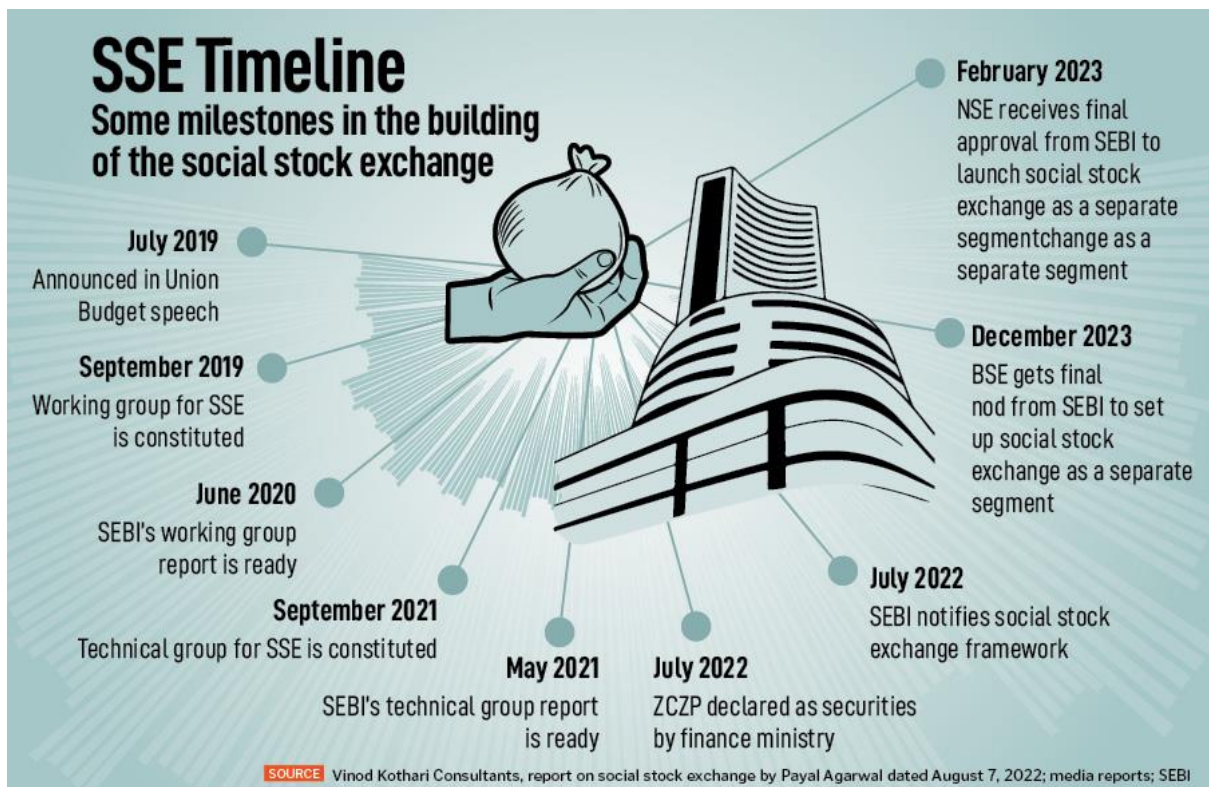 SSE Timeline
Some milestones in the building
of the social stock exchange
July 2019
Announced in Union
Budget speech
September 2019
Working group for SSE
is constituted
June 2020
SEBI's working group
report is ready
September 2021
Technical group for SSE is constituted
May 2021
SEBI's technical group report
is ready
July 2022
ZCZP declared as securities
by finance ministry
July 2022
SEBI notifies social stock
exchange framework
December 2023
BSE gets final
nod from SEBI to set
up social stock
exchange as a separate
segment
February 2023
NSE receives final
approval from SEBI to
launch social stock
exchange as a separate
segmentchange as a
separate segment
SOURCE Vinod Kothari Consultants, report on social stock exchange by Payal Agarwal dated August 7, 2022; media reports; SEBI